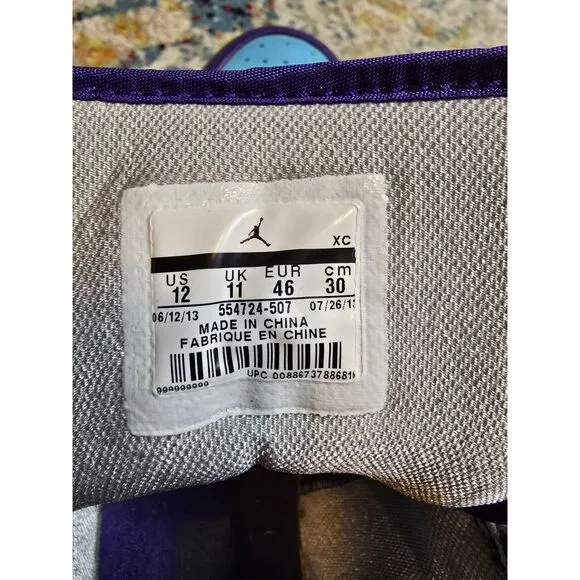 XC
US UK EUR cm
12 11 46 30
06/12/13 554724-507 07/26/13
MADE IN CHINA
FABRIQUE EN CHINE
999999999 UPC